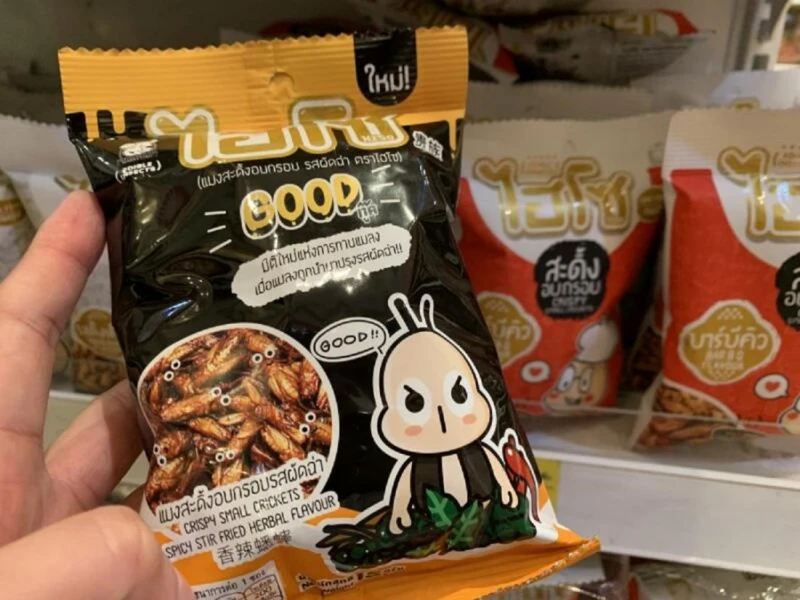 ใหม่!
ไฮโซ
HISO
EDIBLE
INSECTS
(แมงสะดิ้งอบกรอบ รสผัดฉ่า ตราไฮโซ)
GOOD
มิติใหม่แห่งการทานแมลง
เมื่อแมลงถูกนำมาปรุงรสผัดฉ่า!!
GOOD!!
แมงสะดิ้งอบกรอบรสผัดฉ่า
CRISPY SMALL CRICKETS
SPICY STIR FRIED HERBAL FLAVOUR
香辣蟋蟀
ไฮโซ
สะดิ้ง
อบกรอบ
CRISPY
ไฮโซ
บาร์บีคิว
BAR B Q
FLAVOUR